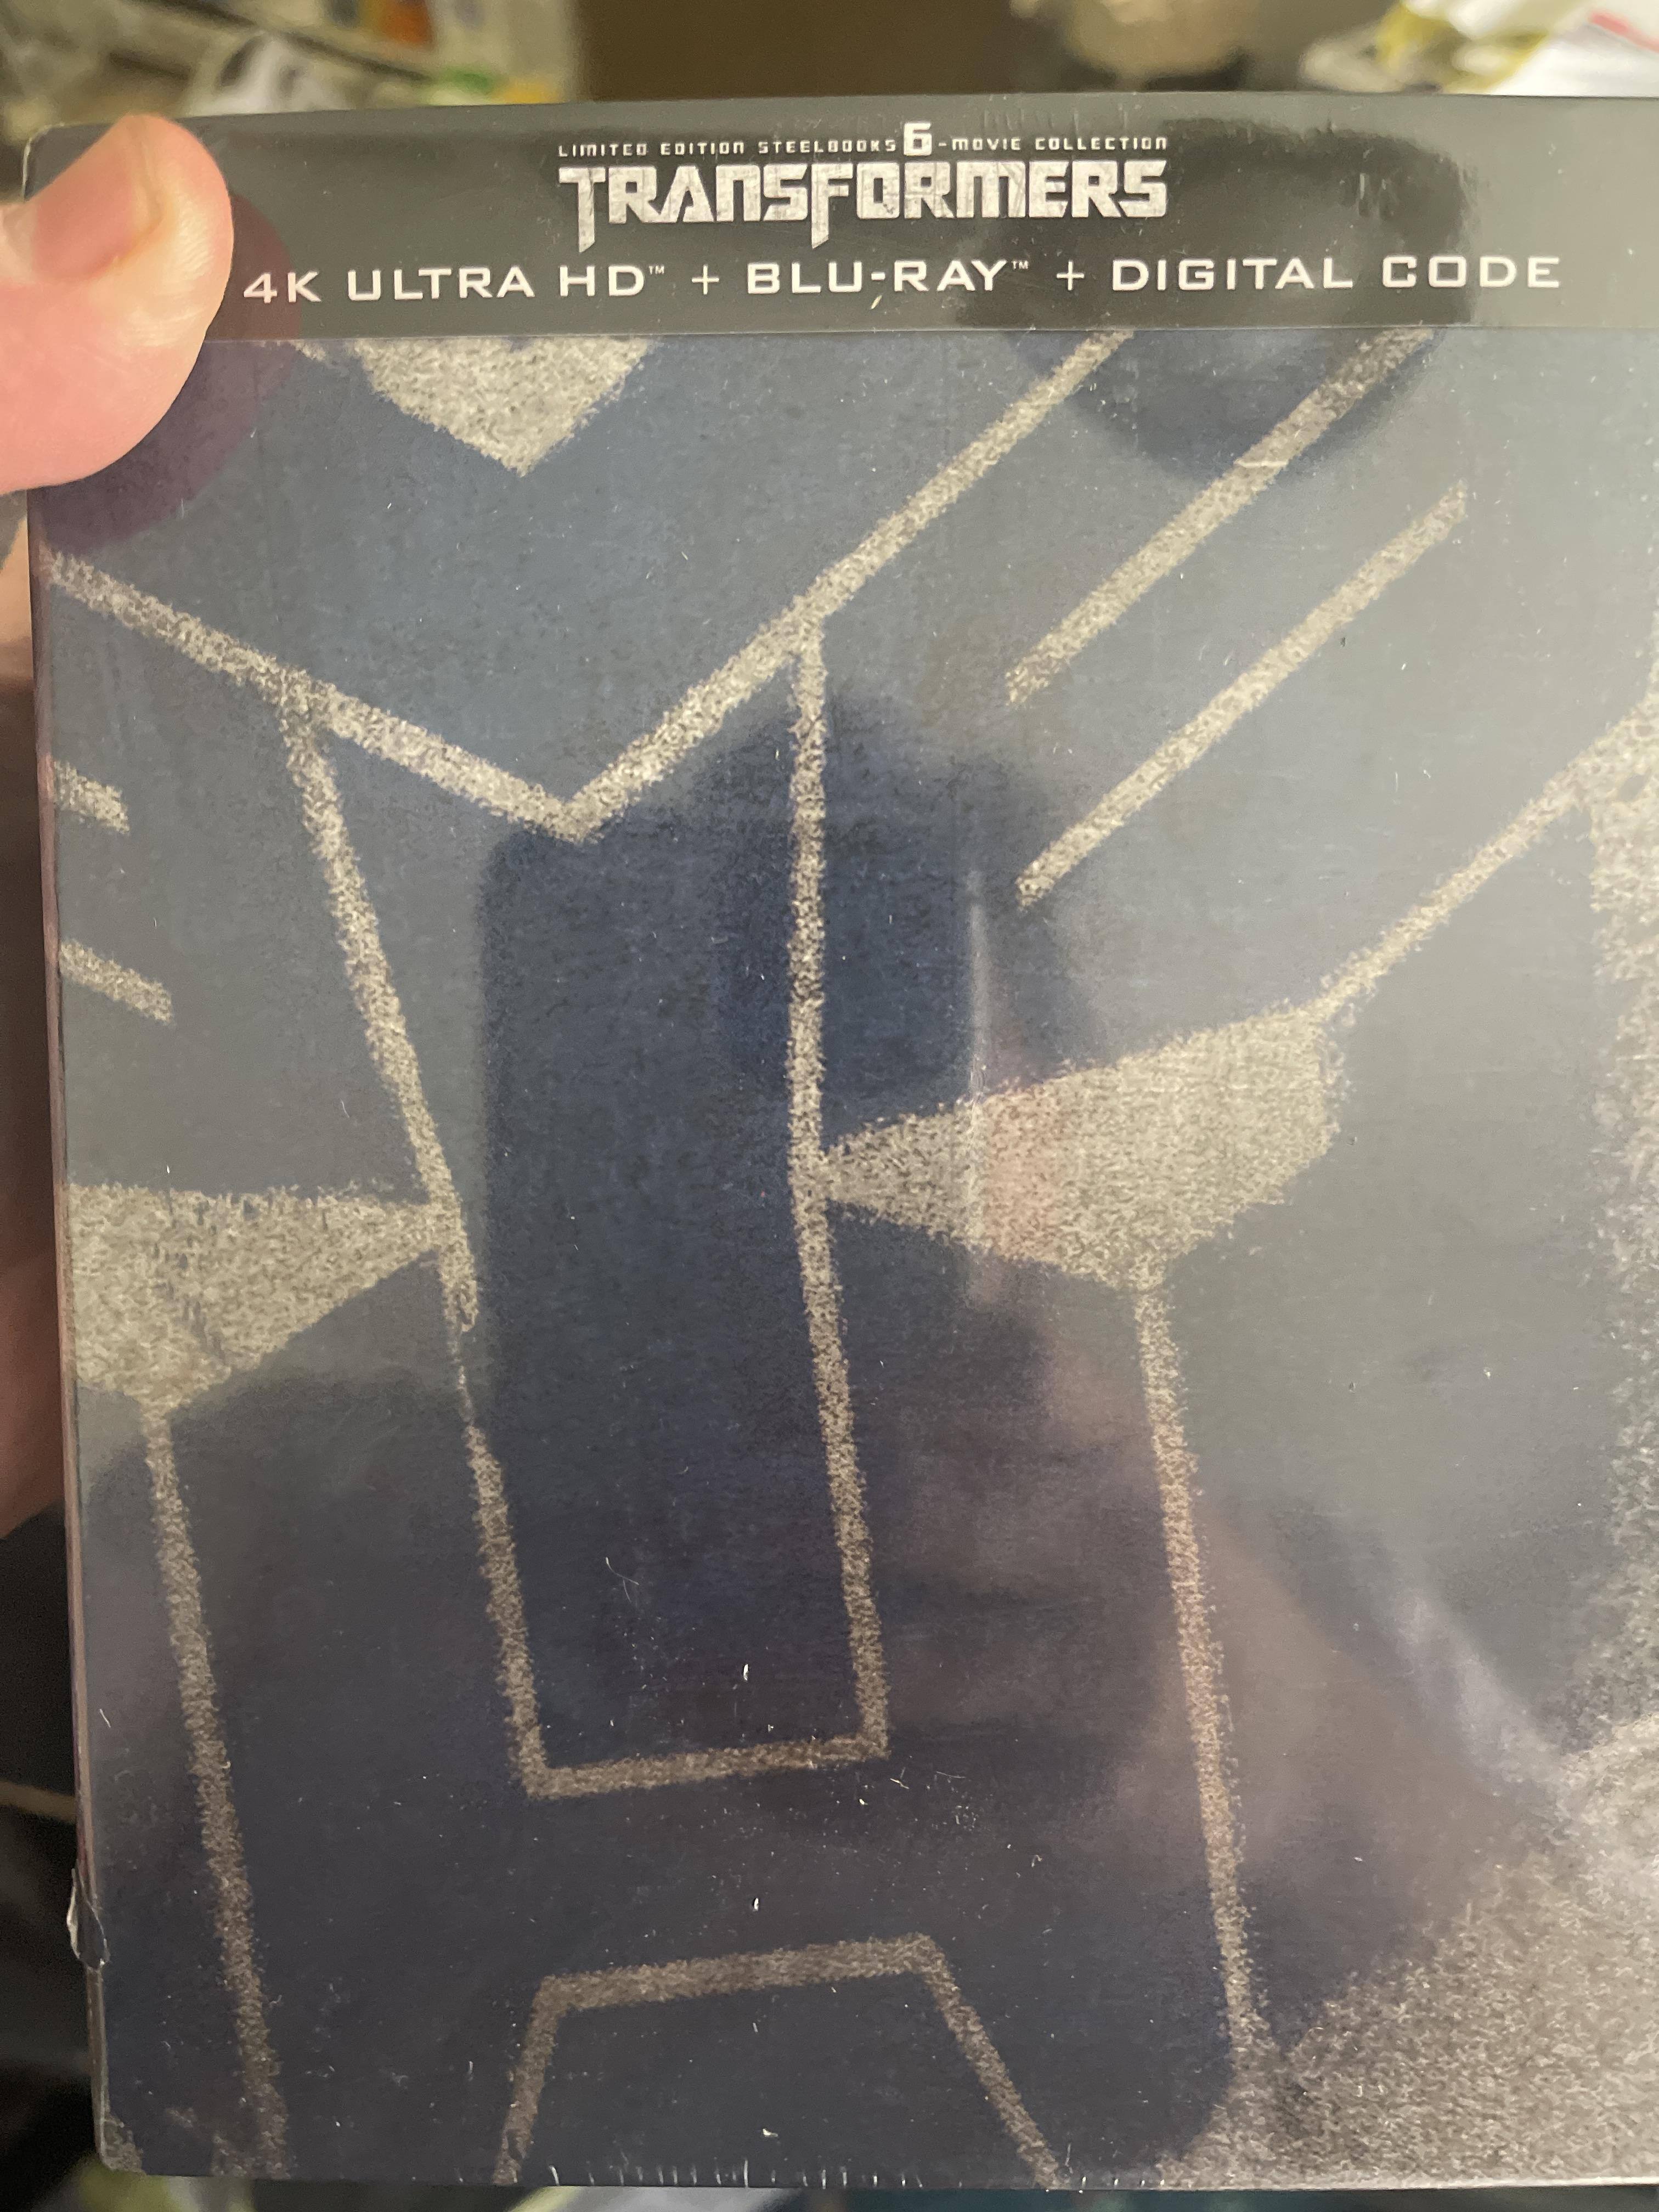 LIMITED EDITION STEELBOOKS 6-MOVIE COLLECTION
TRANSFORMERS
4K ULTRA HD™ + BLU-RAY™ + DIGITAL CODE